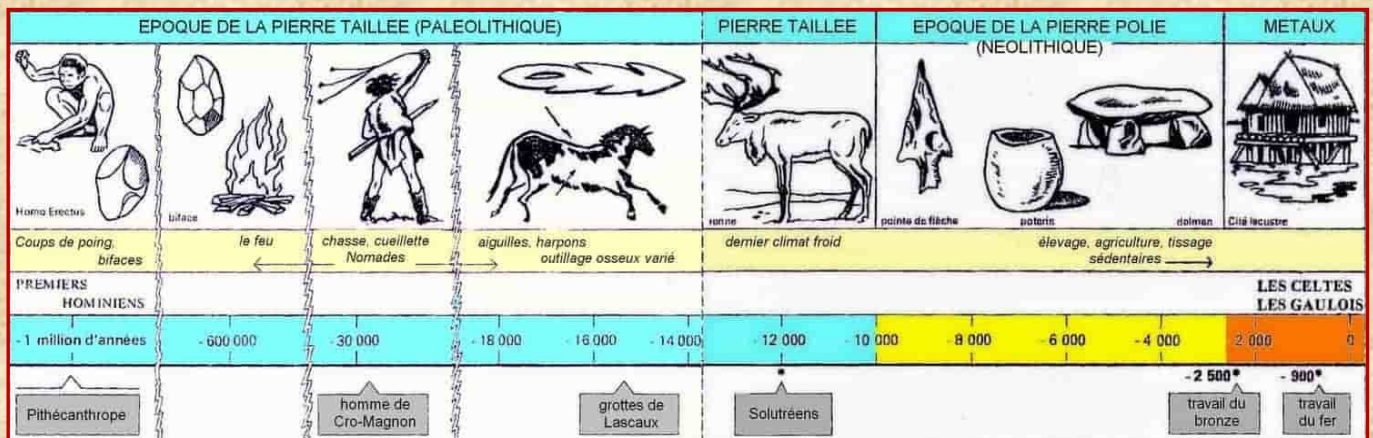 EPOQUE DE LA PIERRE TAILLEE (PALEOLITHIQUE)
PIERRE TAILLEE
EPOQUE DE LA PIERRE POLIE
(NEOLITHIQUE)
METAUX
Homo Erectus
biface
renne
pointe de flèche
poterie
dolmen
Cité lacustre
Coups de poing,
bifaces
le feu
chasse, cueillette
Nomades
aiguilles, harpons
outillage osseux varié
dernier climat froid
élevage, agriculture, tissage
sédentaires
PREMIERS
HOMINIENS
LES CELTES
LES GAULOIS
- 1 million d'années
- 600 000
- 30 000
- 18 000
- 16 000
- 14 000
- 12 000
- 10 000
- 8 000
- 6 000
- 4 000
- 2 000
0
- 2 500
- 900
Pithécanthrope
homme de
Cro-Magnon
grottes de
Lascaux
Solutréens
travail du
bronze
travail
du fer